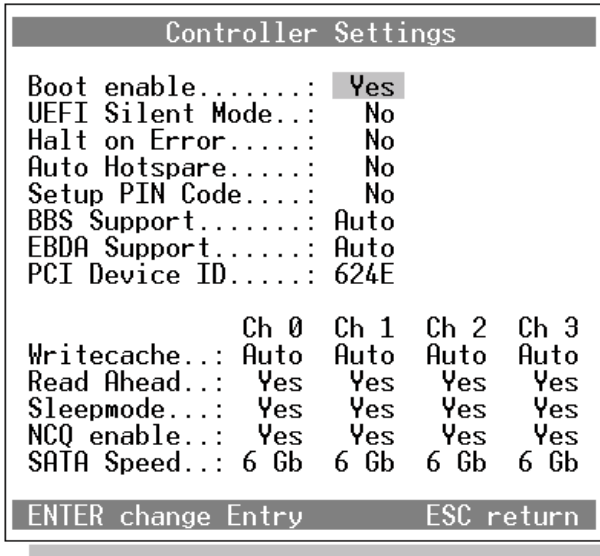 Controller Settings
Boot enable.......: Yes
UEFI Silent Mode..: No
Halt on Error.....: No
Auto Hotspare.....: No
Setup PIN Code....: No
BBS Support.......: Auto
EBDA Support......: Auto
PCI Device ID.....: 624E
Ch 0 Ch 1 Ch 2 Ch 3
Writecache..: Auto Auto Auto Auto
Read Ahead..: Yes Yes Yes Yes
Sleepmode...: Yes Yes Yes Yes
NCQ enable..: Yes Yes Yes Yes
SATA Speed..: 6 Gb 6 Gb 6 Gb 6 Gb
ENTER change Entry ESC return